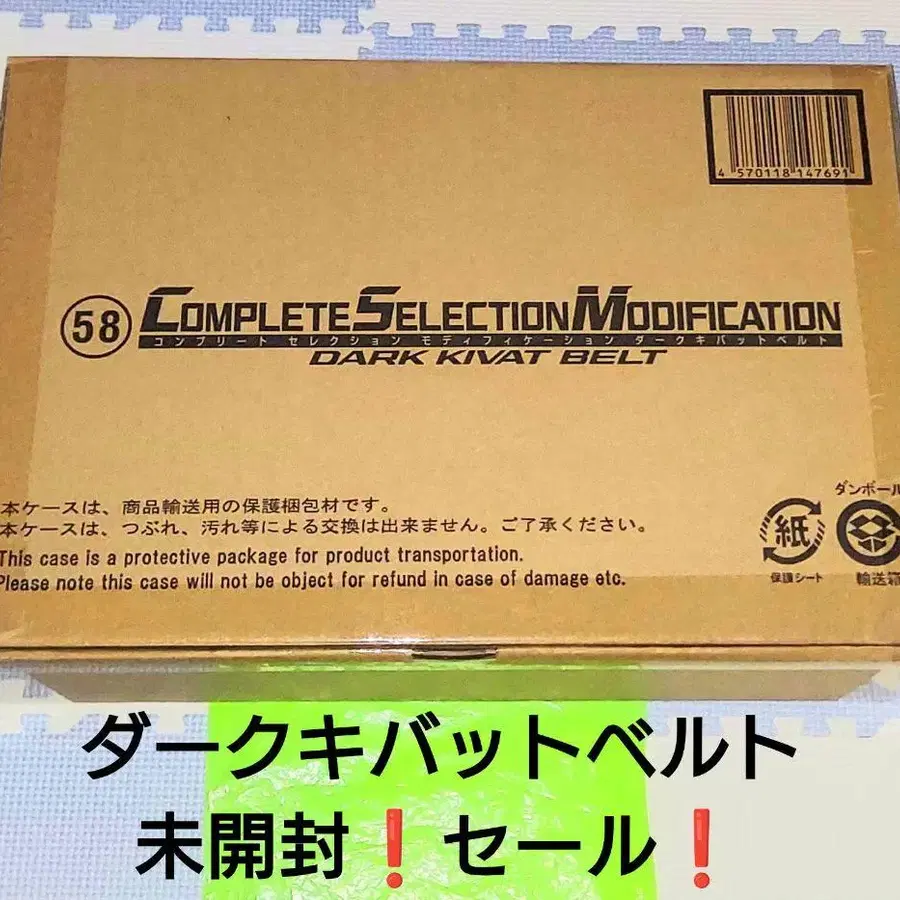 4 570118 147691
58 COMPLETE SELECTION MODIFICATION
コンプリート セレクション モディフィケーション ダークキバットベルト
DARK KIVAT BELT
本ケースは、商品輸送用の保護梱包材です。
本ケースは、つぶれ、汚れ等による交換は出来ません。ご了承ください。
This case is a protective package for product transportation.
Please note this case will not be object for refund in case of damage etc.
紙
保護シート
ダンボール
輸送箱
ダークキバットベルト
未開封❗セール❗